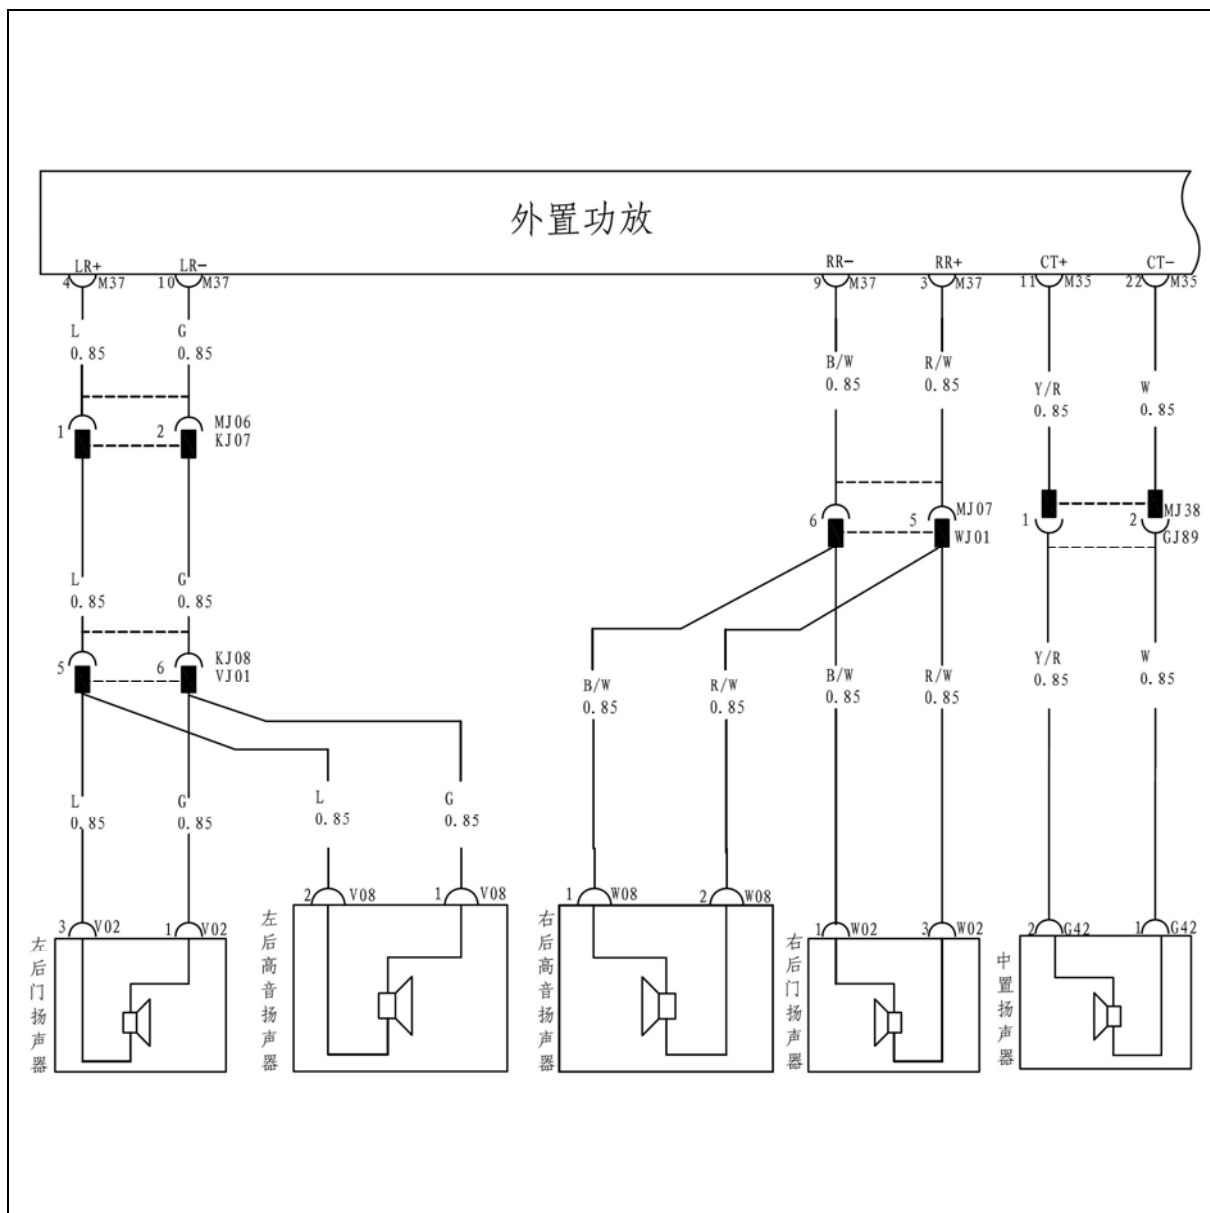 外置功放
LR+ LR- RR- RR+ CT+ CT-
4 M37 10 M37 9 M37 3 M37 11 M35 22 M35
L G
0.85 0.85
B/W R/W
0.85 0.85
Y/R W
0.85 0.85
1 2 MJ06
KJ07
6 5 MJ07
WJ01
1 2 MJ38
GJ89
L G
0.85 0.85
5 6 KJ08
VJ01
B/W R/W B/W R/W
0.85 0.85 0.85 0.85
Y/R W
0.85 0.85
L G L G
0.85 0.85 0.85 0.85
2 V08 1 V08 1 W08 2 W08
3 V02 1 V02 1 W02 3 W02 2 G42 1 G42
左后门扬声器
左后高音扬声器
右后高音扬声器
右后门扬声器
中置扬声器